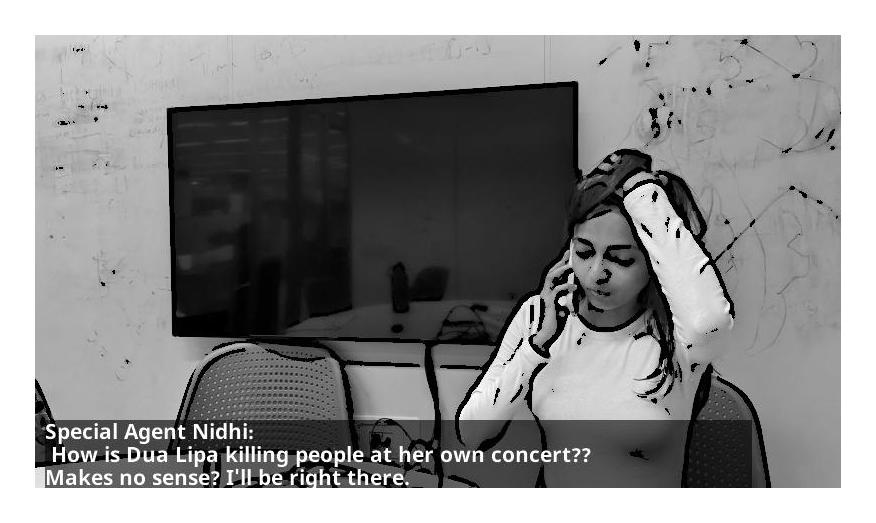 Special Agent Nidhi:
How is Dua Lipa killing people at her own concert??
Makes no sense? I'll be right there.